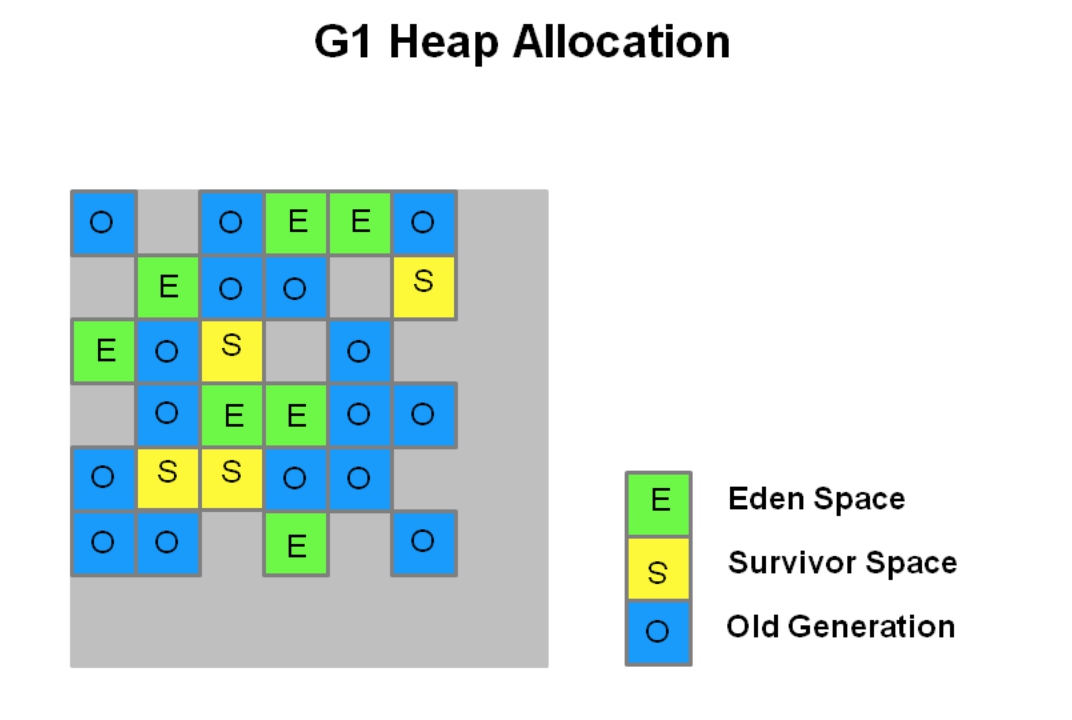 G1 Heap Allocation
O O E E O
E O O S
E O S O
O E E O O
O S S O O
O O E O
E Eden Space
S Survivor Space
O Old Generation